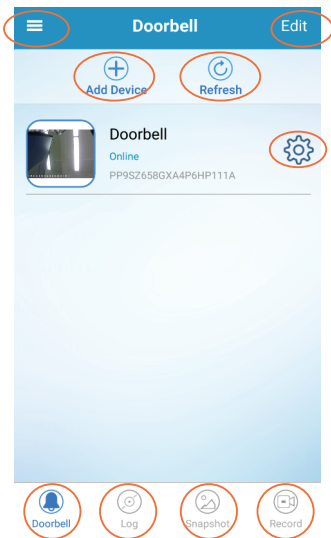 Doorbell Edit
Add Device Refresh
Doorbell
Online
PP9SZ658GXA4P6HP111A
Doorbell Log Snapshot Record